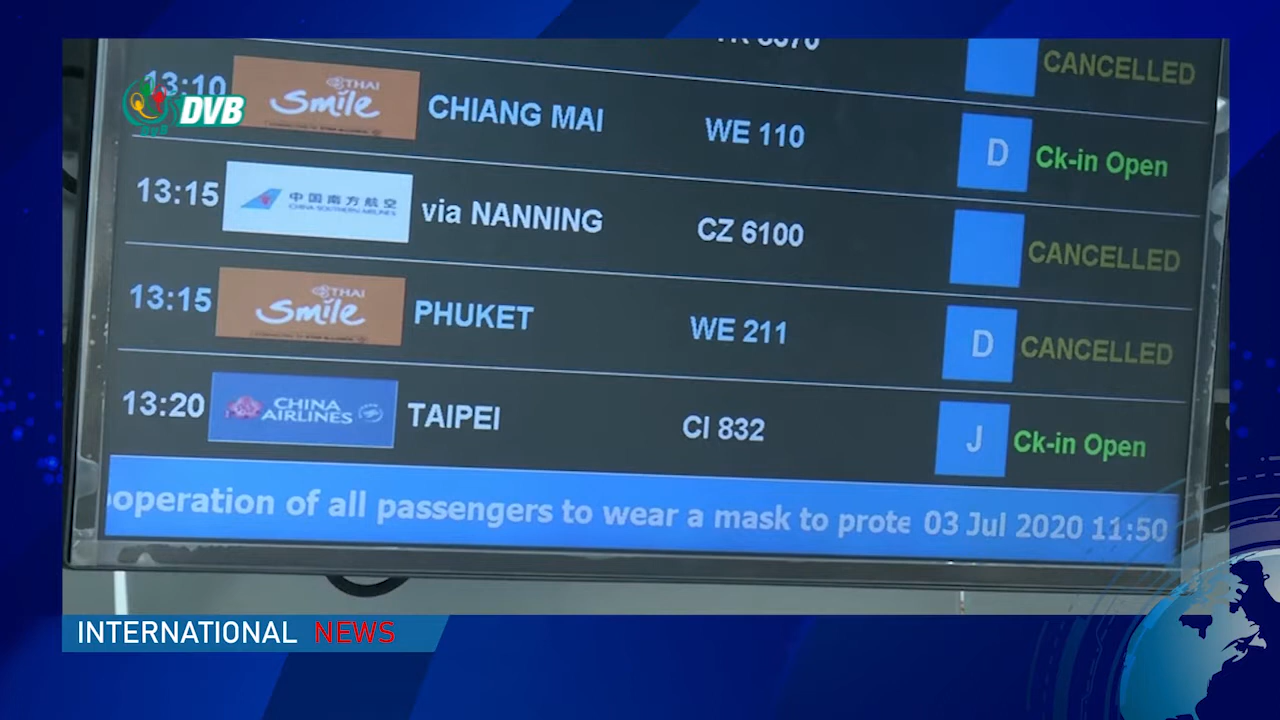 CANCELLED
13:10 THAI Smile CHIANG MAI WE 110 D Ck-in Open
DVB
13:15 中国南方航空 CHINA SOUTHERN AIRLINES via NANNING CZ 6100 CANCELLED
13:15 THAI Smile PHUKET WE 211 D CANCELLED
13:20 CHINA AIRLINES TAIPEI CI 832 J Ck-in Open
ooperation of all passengers to wear a mask to prote 03 Jul 2020 11:50
INTERNATIONAL NEWS